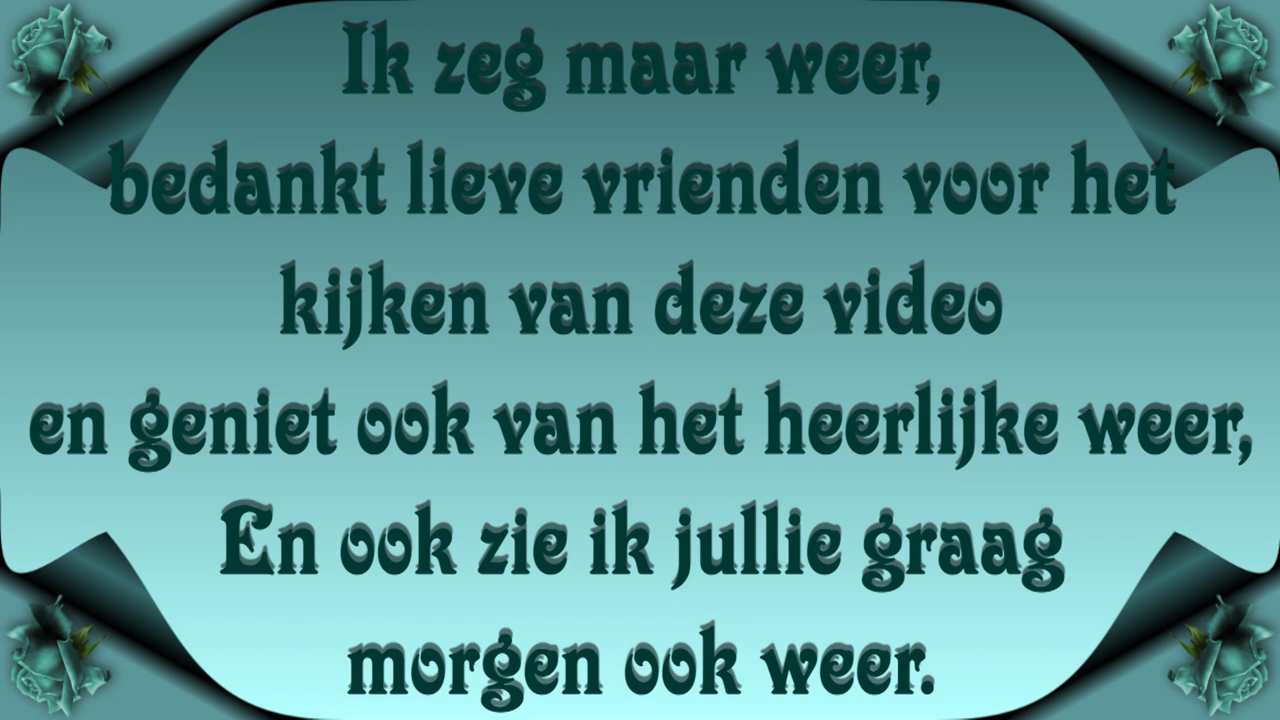 Ik zeg maar weer,
bedankt lieve vrienden voor het
kijken van deze video
en geniet ook van het heerlijke weer,
En ook zie ik jullie graag
morgen ook weer.